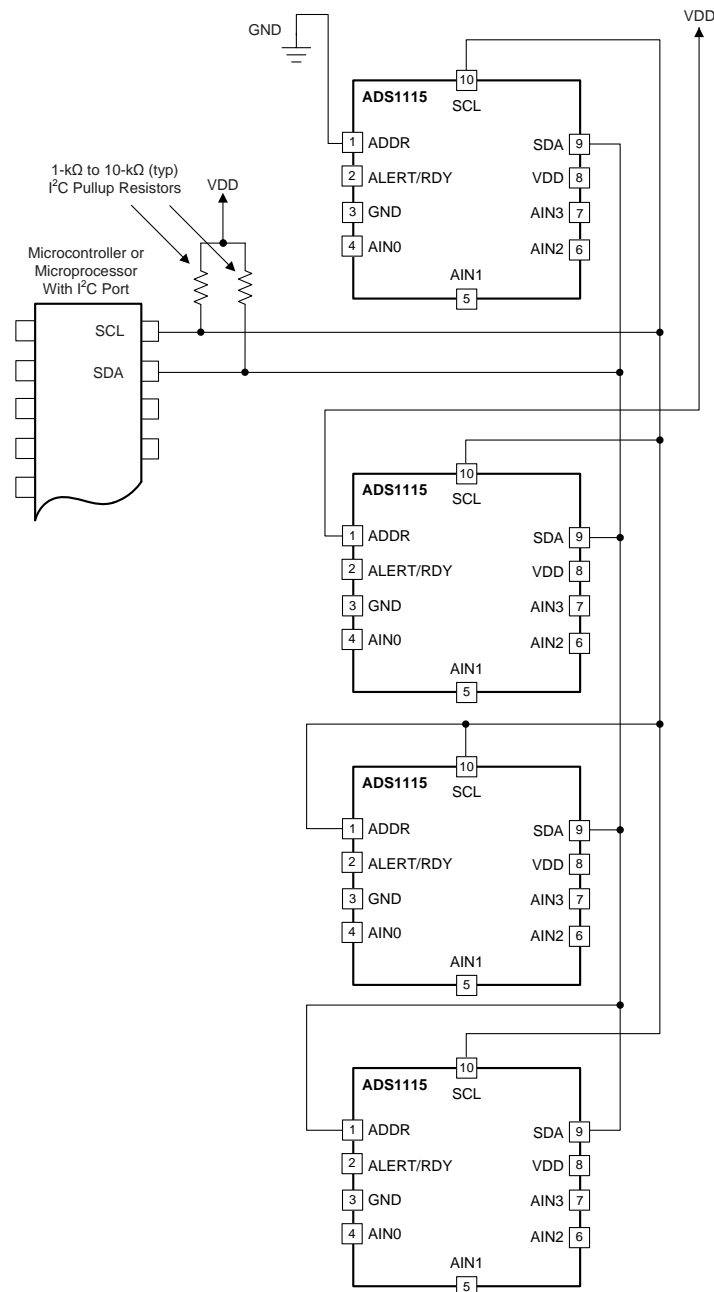 GND
VDD
10
ADS1115
SCL
1 ADDR
SDA 9
2 ALERT/RDY
VDD 8
3 GND
AIN3 7
4 AIN0
AIN2 6
AIN1
5
1-kΩ to 10-kΩ (typ)
I²C Pullup Resistors
VDD
Microcontroller or
Microprocessor
With I²C Port
SCL
SDA
10
ADS1115
SCL
1 ADDR
SDA 9
2 ALERT/RDY
VDD 8
3 GND
AIN3 7
4 AIN0
AIN2 6
AIN1
5
10
ADS1115
SCL
1 ADDR
SDA 9
2 ALERT/RDY
VDD 8
3 GND
AIN3 7
4 AIN0
AIN2 6
AIN1
5
10
ADS1115
SCL
1 ADDR
SDA 9
2 ALERT/RDY
VDD 8
3 GND
AIN3 7
4 AIN0
AIN2 6
AIN1
5